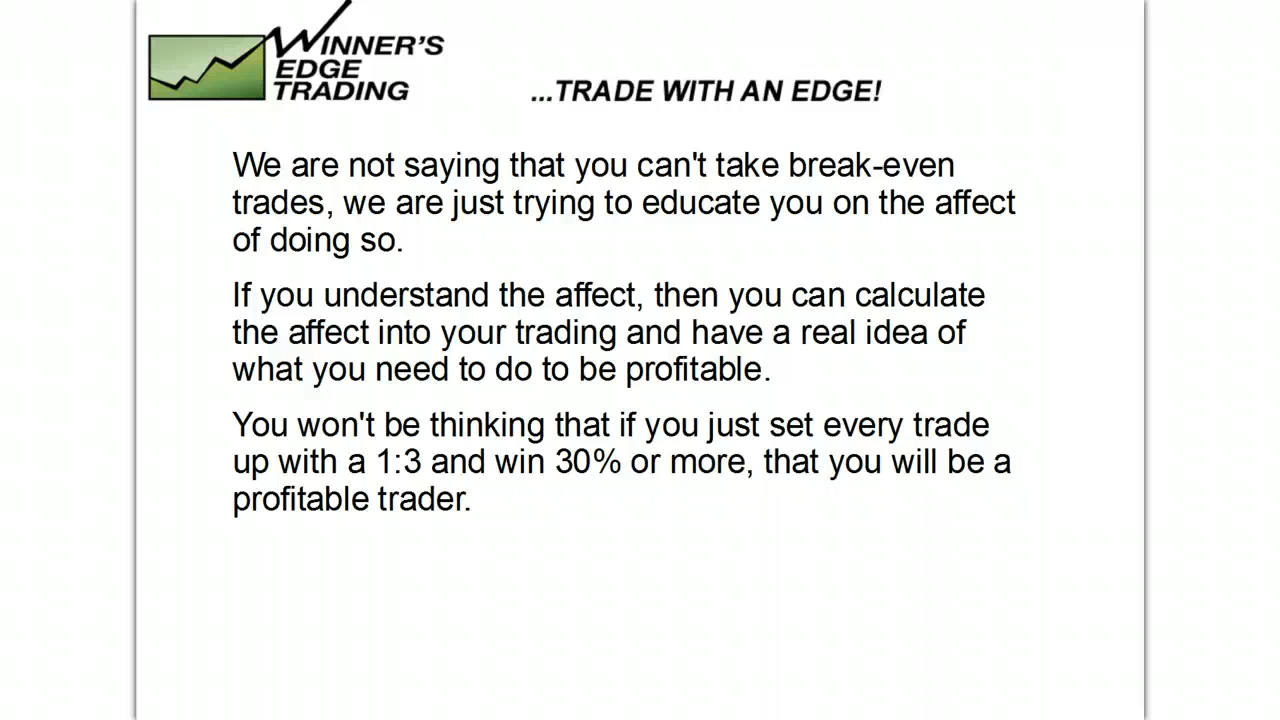 WINNER'S
EDGE
TRADING
...TRADE WITH AN EDGE!
We are not saying that you can't take break-even
trades, we are just trying to educate you on the affect
of doing so.
If you understand the affect, then you can calculate
the affect into your trading and have a real idea of
what you need to do to be profitable.
You won't be thinking that if you just set every trade
up with a 1:3 and win 30% or more, that you will be a
profitable trader.